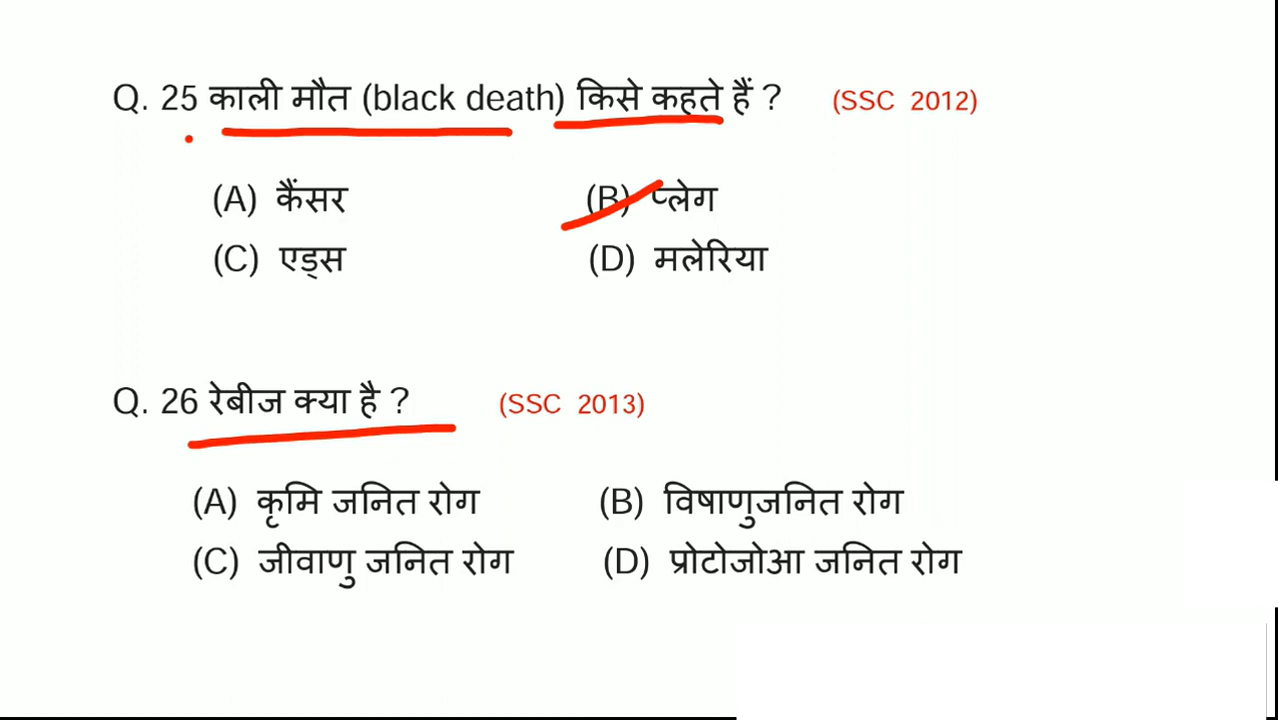 Q. 25 काली मौत (black death) किसे कहते हैं ? (SSC 2012)
(A) कैंसर (B) प्लेग
(C) एड्स (D) मलेरिया
Q. 26 रेबीज क्या है ? (SSC 2013)
(A) कृमि जनित रोग (B) विषाणुजनित रोग
(C) जीवाणु जनित रोग (D) प्रोटोजोआ जनित रोग